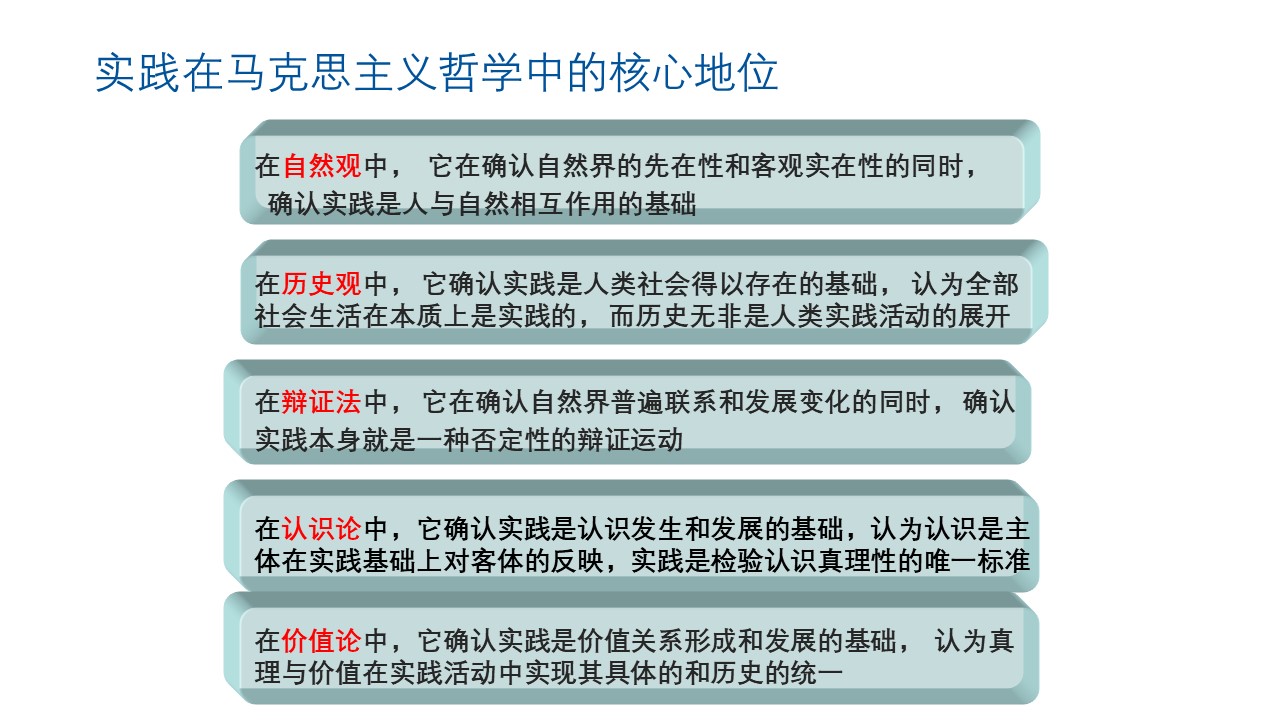 实践在马克思主义哲学中的核心地位
在自然观中， 它在确认自然界的先在性和客观实在性的同时，
确认实践是人与自然相互作用的基础
在历史观中， 它确认实践是人类社会得以存在的基础， 认为全部
社会生活在本质上是实践的， 而历史无非是人类实践活动的展开
在辩证法中， 它在确认自然界普遍联系和发展变化的同时， 确认
实践本身就是一种否定性的辩证运动
在认识论中，它确认实践是认识发生和发展的基础，认为认识是主
体在实践基础上对客体的反映，实践是检验认识真理性的唯一标准
在价值论中，它确认实践是价值关系形成和发展的基础， 认为真
理与价值在实践活动中实现其具体的和历史的统一